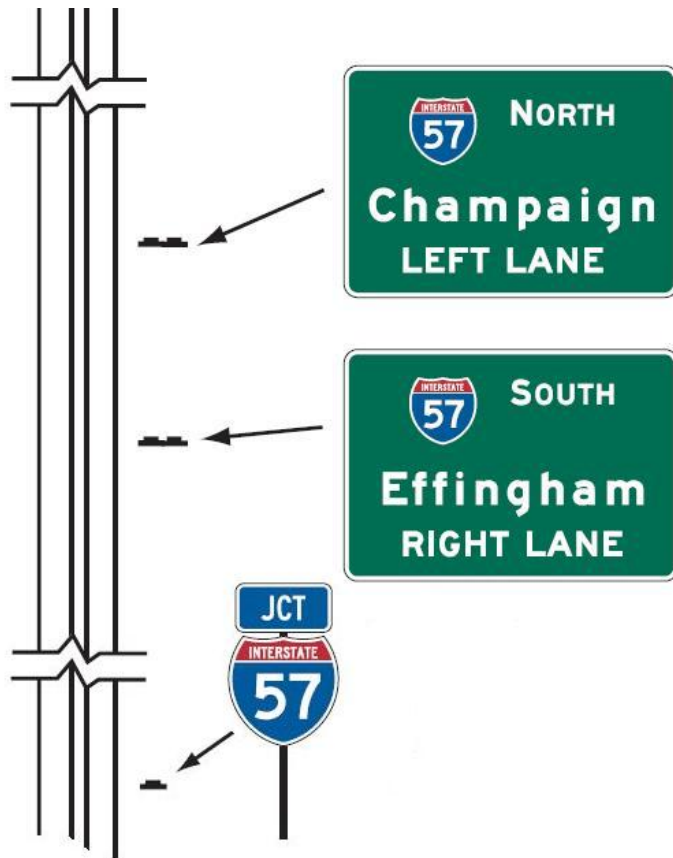 INTERSTATE
57
NORTH
Champaign
LEFT LANE
INTERSTATE
57
SOUTH
Effingham
RIGHT LANE
JCT
INTERSTATE
57